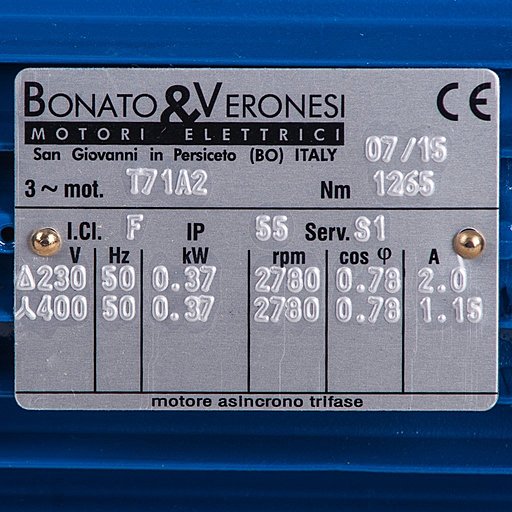 BONATO & VERONESI CE
MOTORI ELETTRICI
San Giovanni in Persiceto (BO) ITALY 07/15
3 ~ mot. T71A2 Nm 1265
I.Cl. F IP 55 Serv. S1
V Hz kW rpm cos φ A
Δ230 50 0.37 2780 0.78 2.0
⅄400 50 0.37 2780 0.78 1.15
motore asincrono trifase